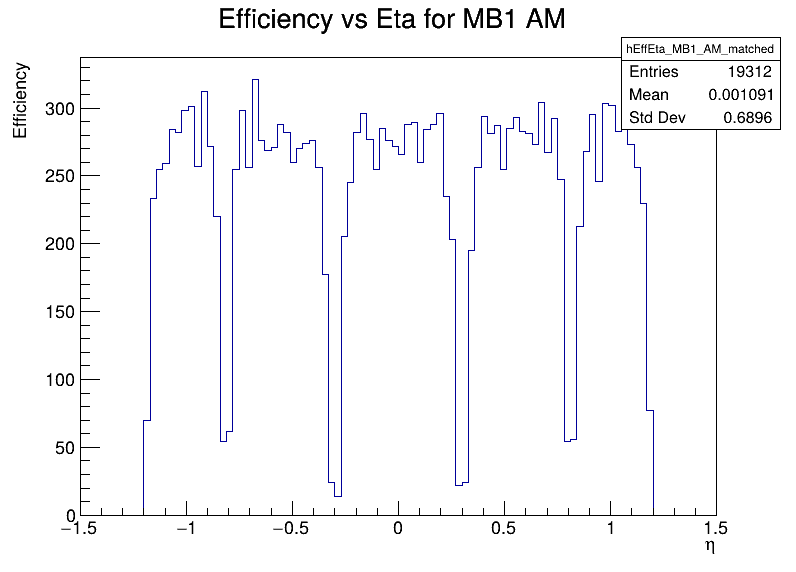 Efficiency vs Eta for MB1 AM
hEffEta_MB1_AM_matched
Entries 19312
Mean 0.001091
Std Dev 0.6896
Efficiency
300
250
200
150
100
50
0
−1.5 −1 −0.5 0 0.5 1 1.5
η